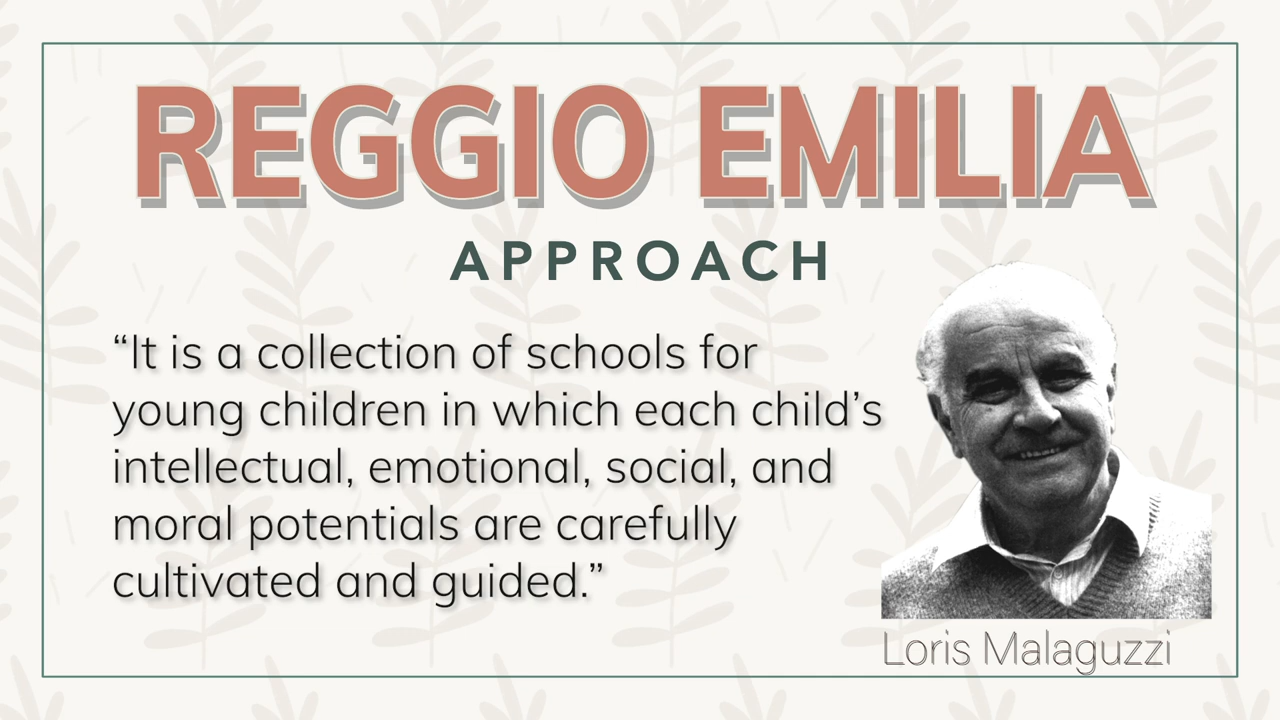 REGGIO EMILIA
APPROACH
“It is a collection of schools for
young children in which each child’s
intellectual, emotional, social, and
moral potentials are carefully
cultivated and guided.”
Loris Malaguzzi